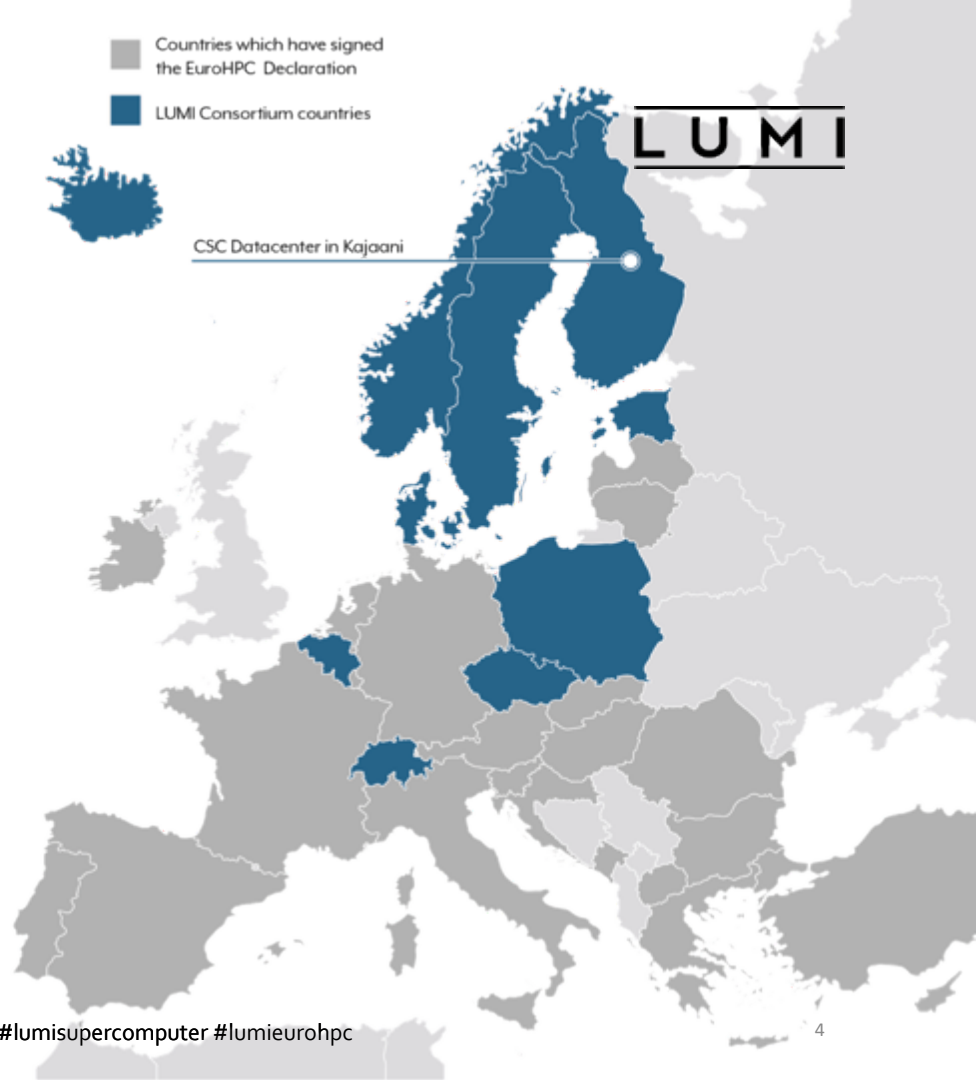 Countries which have signed
the EuroHPC Declaration
LUMI Consortium countries
LUMI
CSC Datacenter in Kajaani
#lumisupercomputer #lumieurohpc
4